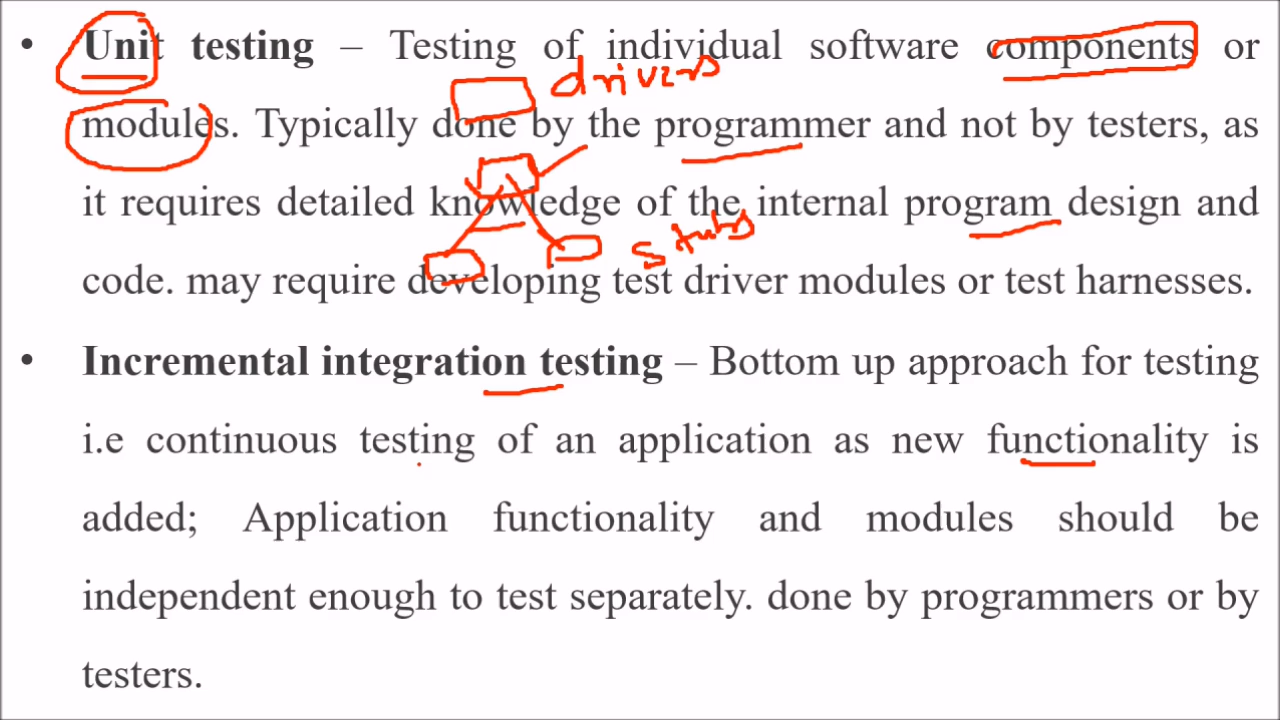 • Unit testing – Testing of individual software components or
drivers
modules. Typically done by the programmer and not by testers, as
it requires detailed knowledge of the internal program design and
stubs
code. may require developing test driver modules or test harnesses.
• Incremental integration testing – Bottom up approach for testing
i.e continuous testing of an application as new functionality is
added; Application functionality and modules should be
independent enough to test separately. done by programmers or by
testers.